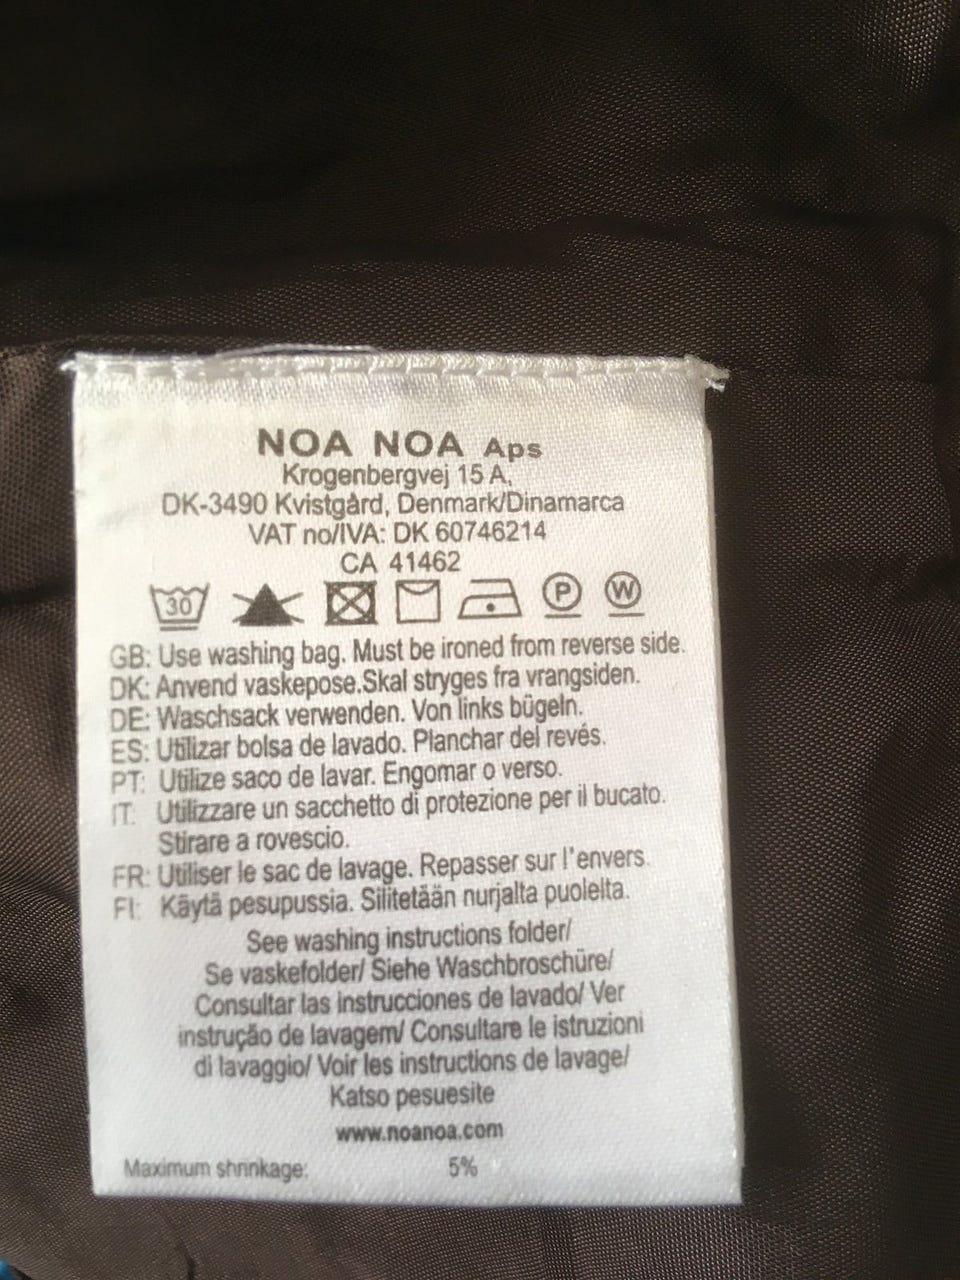 NOA NOA Aps
Krogenbergvej 15 A,
DK-3490 Kvistgård, Denmark/Dinamarca
VAT no/IVA: DK 60746214
CA 41462
30 P W
GB: Use washing bag. Must be ironed from reverse side.
DK: Anvend vaskepose.Skal stryges fra vrangsiden.
DE: Waschsack verwenden. Von links bügeln.
ES: Utilizar bolsa de lavado. Planchar del revés.
PT: Utilize saco de lavar. Engomar o verso.
IT: Utilizzare un sacchetto di protezione per il bucato.
Stirare a rovescio.
FR: Utiliser le sac de lavage. Repasser sur l'envers.
FI: Käytä pesupussia. Silitetään nurjalta puolelta.
See washing instructions folder/
Se vaskefolder/ Siehe Waschbroschüre/
Consultar las instrucciones de lavado/ Ver
instrução de lavagem/ Consultare le istruzioni
di lavaggio/ Voir les instructions de lavage/
Katso pesuesite
www.noanoa.com
Maximum shrinkage: 5%